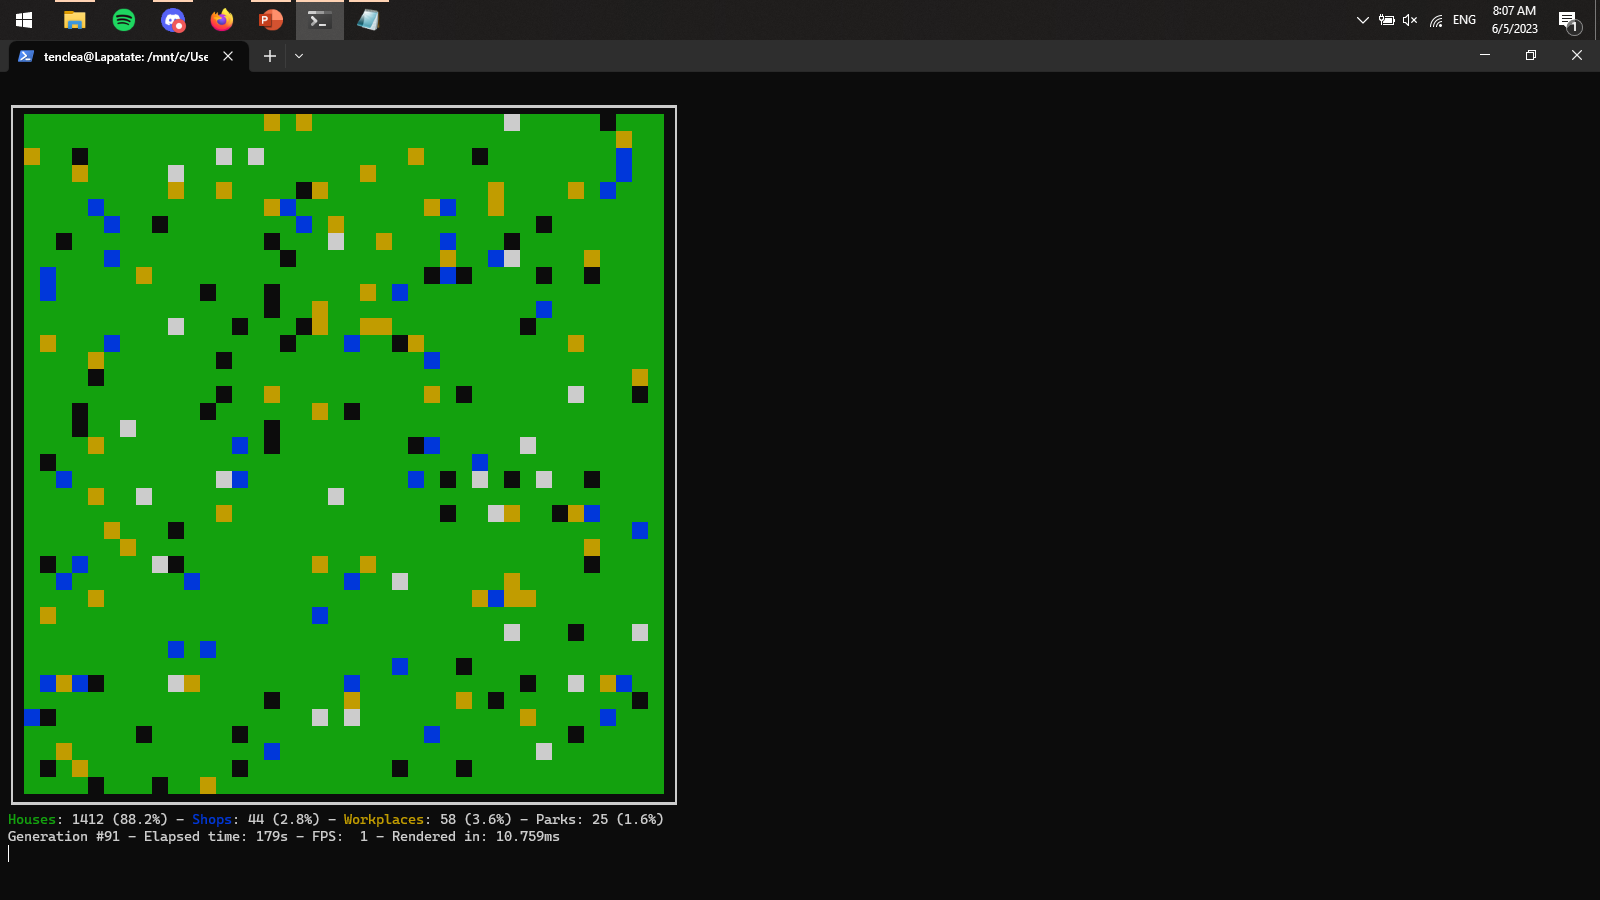 ENG
8:07 AM
6/5/2023
1
P
tenclea@Lapatate: /mnt/c/Use
Houses: 1412 (88.2%) - Shops: 44 (2.8%) - Workplaces: 58 (3.6%) - Parks: 25 (1.6%)
Generation #91 - Elapsed time: 179s - FPS:  1 - Rendered in: 10.759ms